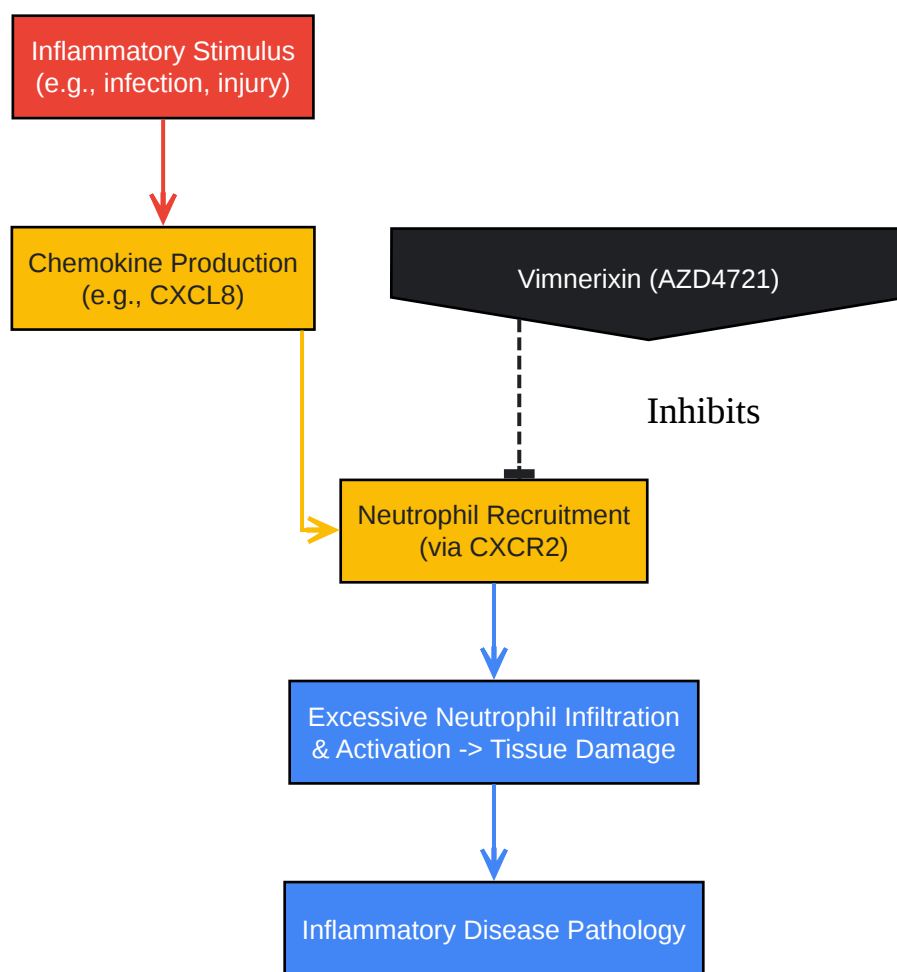 Inflammatory Stimulus
(e.g., infection, injury)
Chemokine Production
(e.g., CXCL8)
Vimnerixin (AZD4721)
Inhibits
Neutrophil Recruitment
(via CXCR2)
Excessive Neutrophil Infiltration
& Activation -> Tissue Damage
Inflammatory Disease Pathology